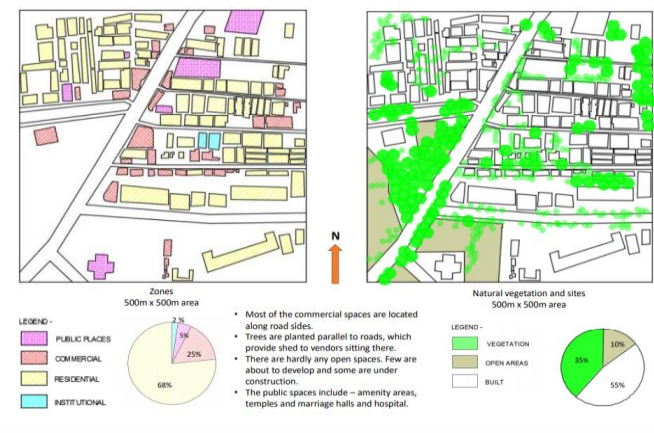 N
Zones
500m x 500m area
Natural vegetation and sites
500m x 500m area
LEGEND -
PUBLIC PLACES
COMMERCIAL
RESIDENTIAL
INSTITUTIONAL
2 %
5%
25%
68%
• Most of the commercial spaces are located
along road sides.
• Trees are planted parallel to roads, which
provide shed to vendors sitting there.
• There are hardly any open spaces. Few are
about to develop and some are under
construction.
• The public spaces include – amenity areas,
temples and marriage halls and hospital.
LEGEND -
VEGETATION
OPEN AREAS
BUILT
10%
35%
55%